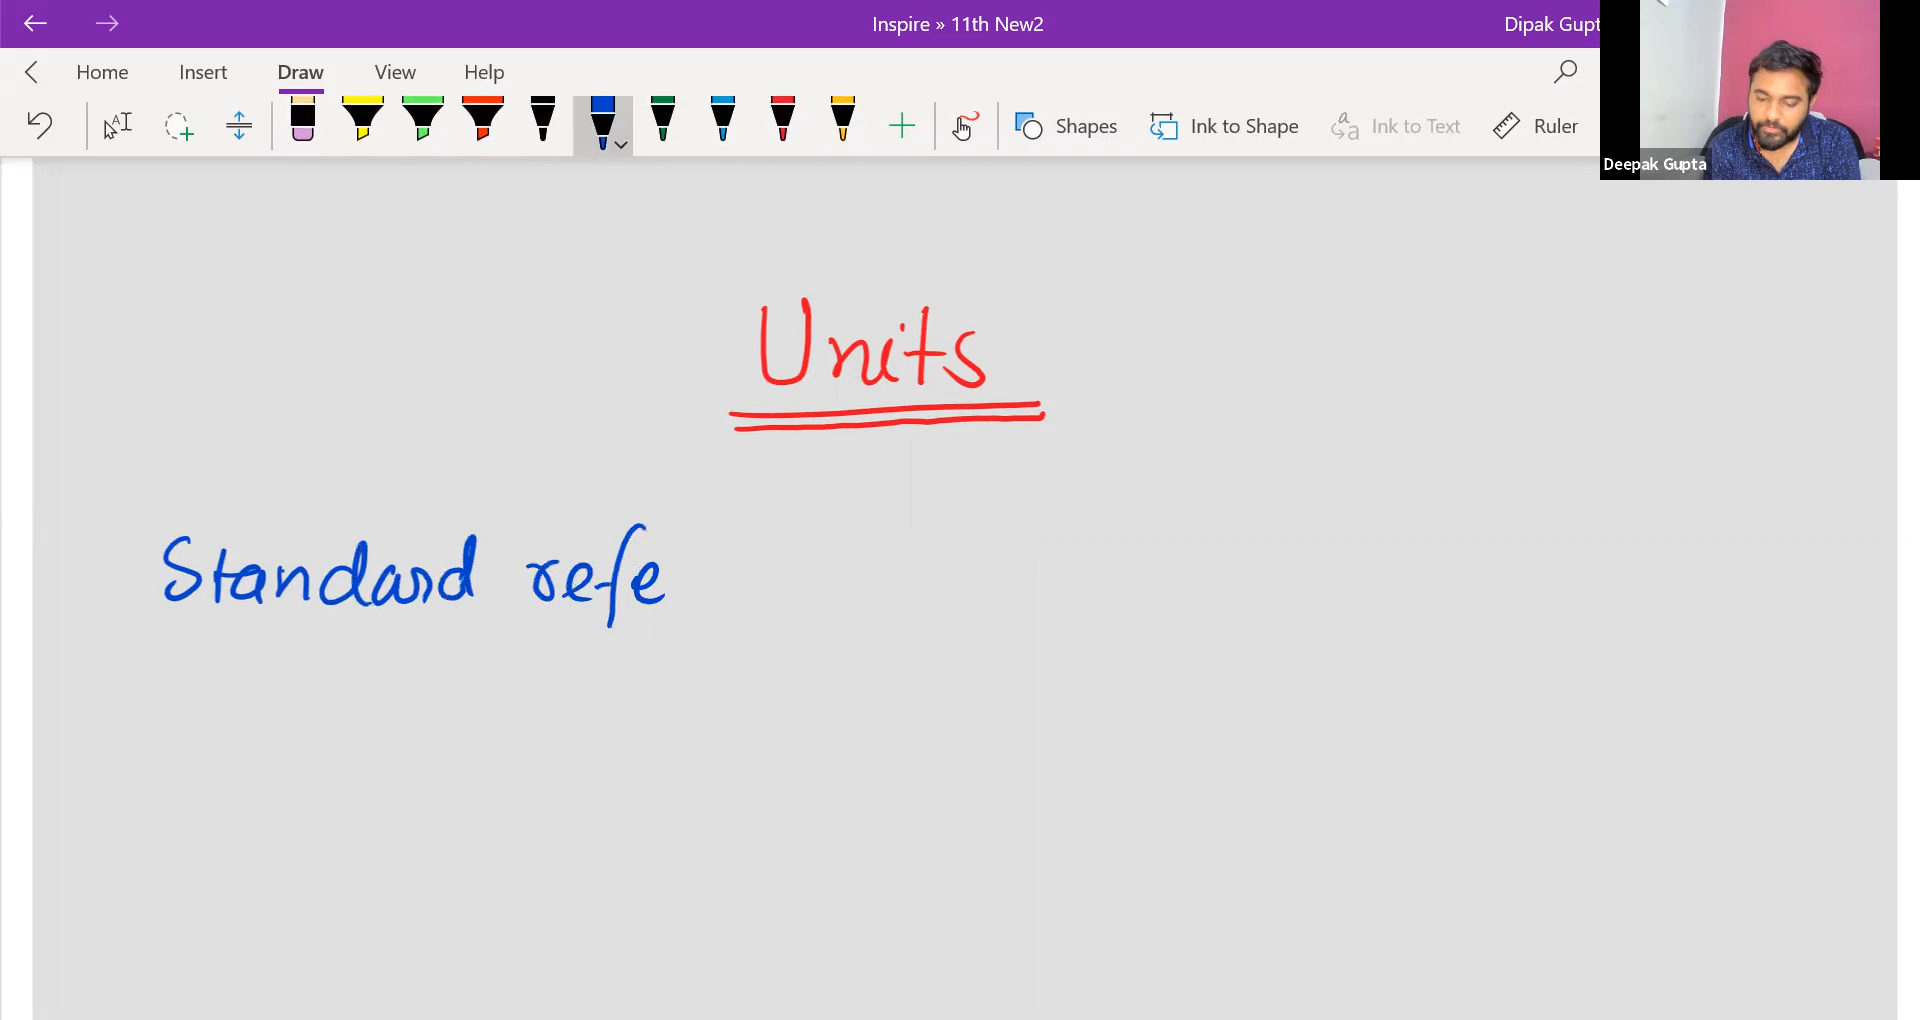 Inspire » 11th New2
Dipak Gupt
Home Insert Draw View Help
Shapes Ink to Shape Ink to Text Ruler
Deepak Gupta
Units
Standard refe